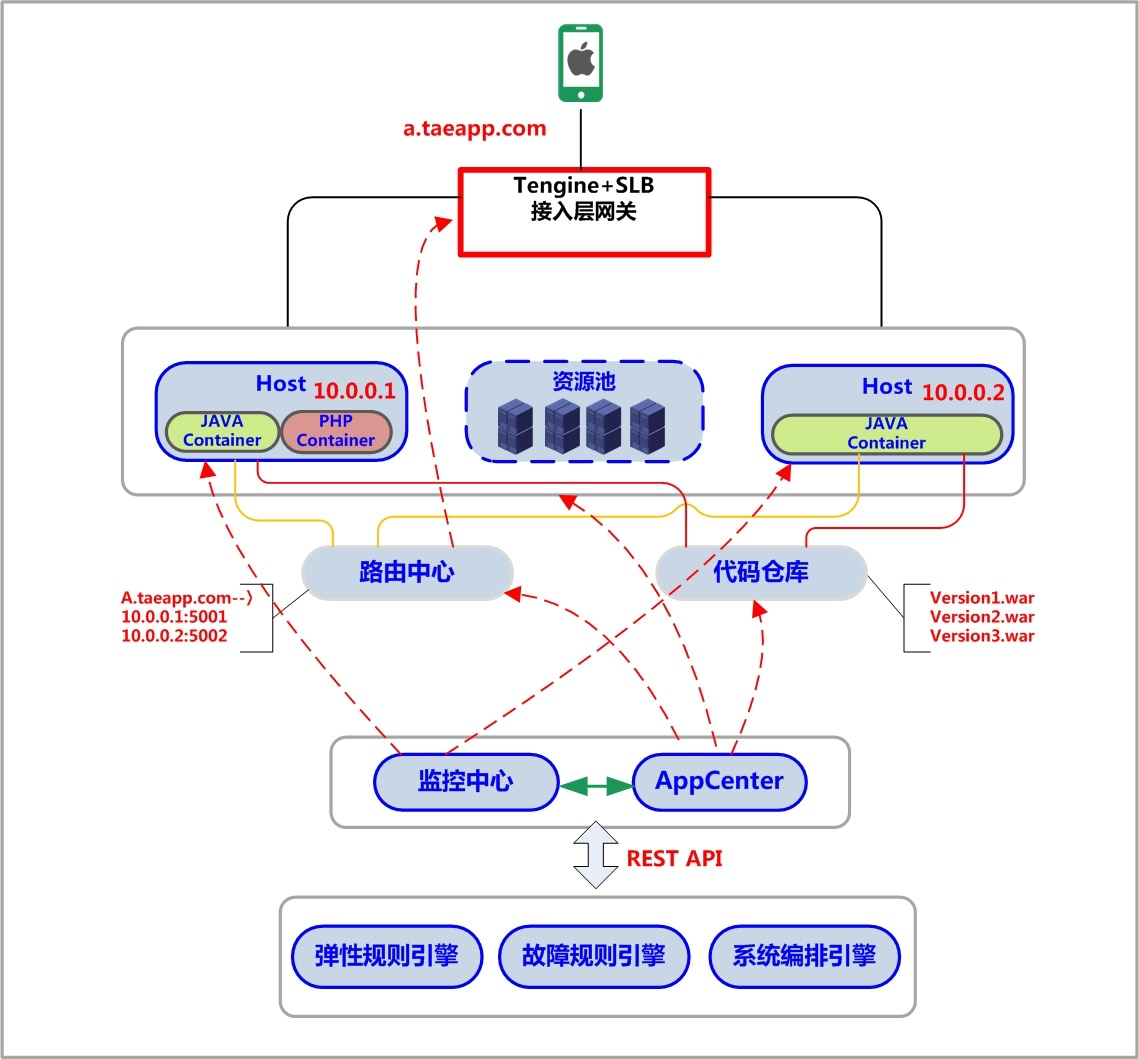 a.taeapp.com
Tengine+SLB
接入层网关
Host 10.0.0.1
JAVA
Container
PHP
Container
资源池
Host 10.0.0.2
JAVA
Container
路由中心
代码仓库
A.taeapp.com--》
10.0.0.1:5001
10.0.0.2:5002
Version1.war
Version2.war
Version3.war
监控中心
AppCenter
REST API
弹性规则引擎
故障规则引擎
系统编排引擎